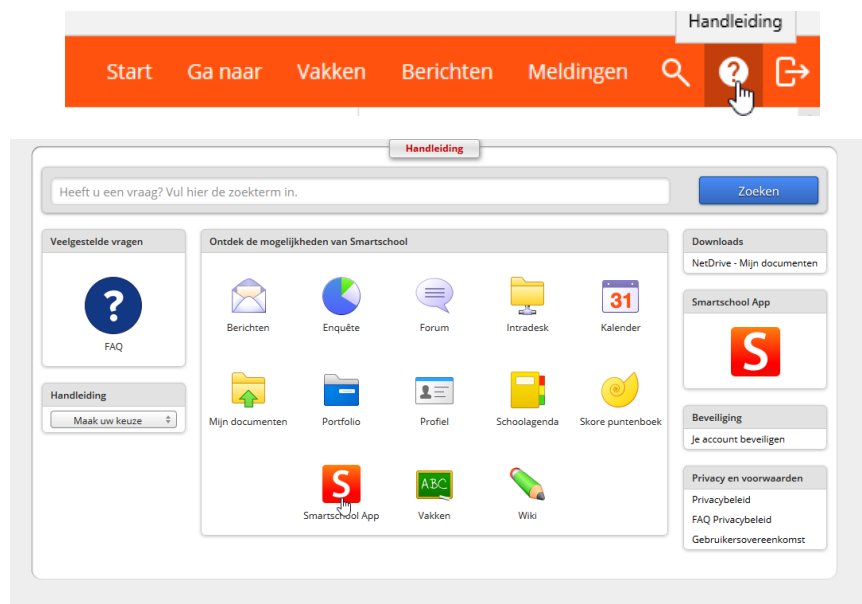 Handleiding
Start Ga naar Vakken Berichten Meldingen ?
Handleiding
Heeft u een vraag? Vul hier de zoekterm in. Zoeken
Veelgestelde vragen
?
FAQ
Handleiding
Maak uw keuze
Ontdek de mogelijkheden van Smartschool
31
Berichten Enquête Forum Intradesk Kalender
Mijn documenten Portfolio Profiel Schoolagenda Skore puntenboek
S ABC
Smartschool App Vakken Wiki
Downloads
NetDrive - Mijn documenten
Smartschool App
S
Beveiliging
Je account beveiligen
Privacy en voorwaarden
Privacybeleid
FAQ Privacybeleid
Gebruikersovereenkomst